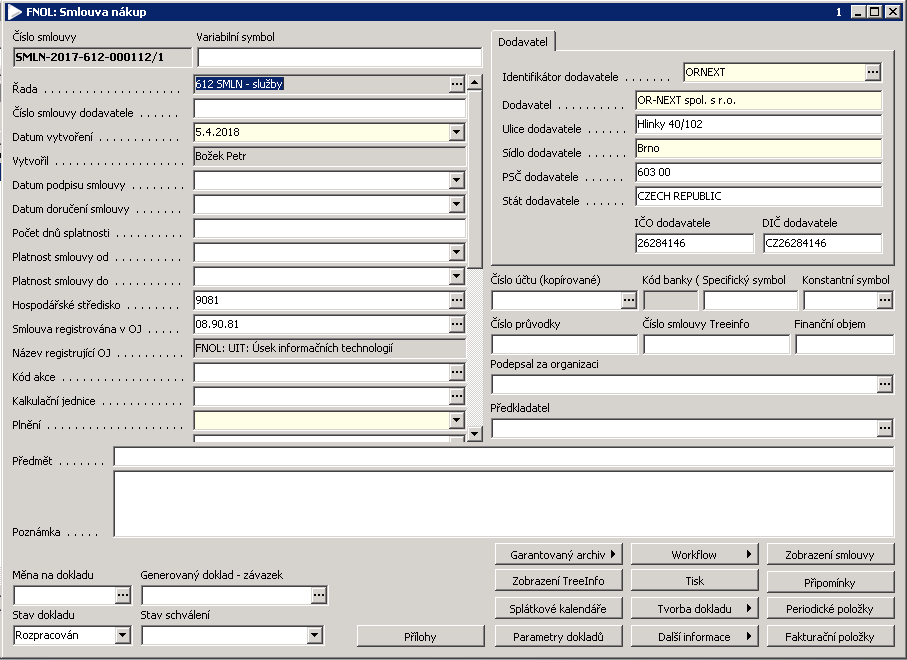 FNOL: Smlouva nákup 1
Číslo smlouvy Variabilní symbol
SMLN-2017-612-000112/1
Řada . . . . . . . . . . . . . . . . . . . . 612 SMLN - služby
Číslo smlouvy dodavatele . . . . . .
Datum vytvoření . . . . . . . . . . . . 5.4.2018
Vytvořil . . . . . . . . . . . . . . . . . . Božek Petr
Datum podpisu smlouvy . . . . . . . .
Datum doručení smlouvy . . . . . . .
Počet dnů splatnosti . . . . . . . . . .
Platnost smlouvy od . . . . . . . . . .
Platnost smlouvy do . . . . . . . . . .
Hospodářské středisko . . . . . . . . 9081
Smlouva registrována v OJ . . . . . 08.90.81
Název registrující OJ . . . . . . . . . . FNOL: UIT: Úsek informačních technologií
Kód akce . . . . . . . . . . . . . . . . .
Kalkulační jednice . . . . . . . . . . . .
Plnění . . . . . . . . . . . . . . . . . . .
Dodavatel
Identifikátor dodavatele . . . . . . . ORNEXT
Dodavatel . . . . . . . . . . OR-NEXT spol. s r.o.
Ulice dodavatele . . . . . . Hlinky 40/102
Sídlo dodavatele . . . . . . Brno
PSČ dodavatele . . . . . . 603 00
Stát dodavatele . . . . . . CZECH REPUBLIC
IČO dodavatele DIČ dodavatele
26284146 CZ26284146
Číslo účtu (kopírované) Kód banky ( Specifický symbol Konstantní symbol
Číslo průvodky Číslo smlouvy Treeinfo Finanční objem
Podepsal za organizaci
Předkladatel
Předmět . . . . . . .
Poznámka . . . . .
Garantovaný archiv Workflow Zobrazení smlouvy
Zobrazení TreeInfo Tisk Připomínky
Splátkové kalendáře Tvorba dokladu Periodické položky
Parametry dokladů Další informace Fakturační položky
Měna na dokladu Generovaný doklad - závazek
Stav dokladu Stav schválení
Rozpracován Přílohy